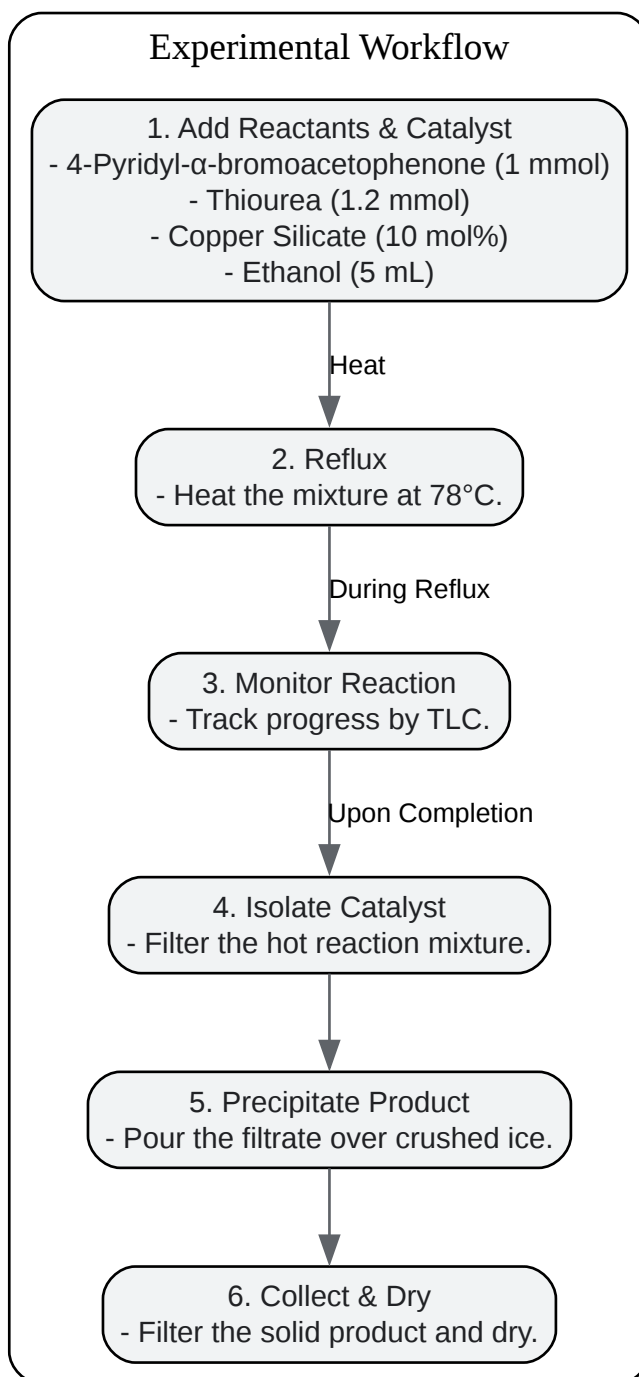 Experimental Workflow
1. Add Reactants & Catalyst
- 4-Pyridyl-α-bromoacetophenone (1 mmol)
- Thiourea (1.2 mmol)
- Copper Silicate (10 mol%)
- Ethanol (5 mL)
Heat
2. Reflux
- Heat the mixture at 78°C.
During Reflux
3. Monitor Reaction
- Track progress by TLC.
Upon Completion
4. Isolate Catalyst
- Filter the hot reaction mixture.
5. Precipitate Product
- Pour the filtrate over crushed ice.
6. Collect & Dry
- Filter the solid product and dry.